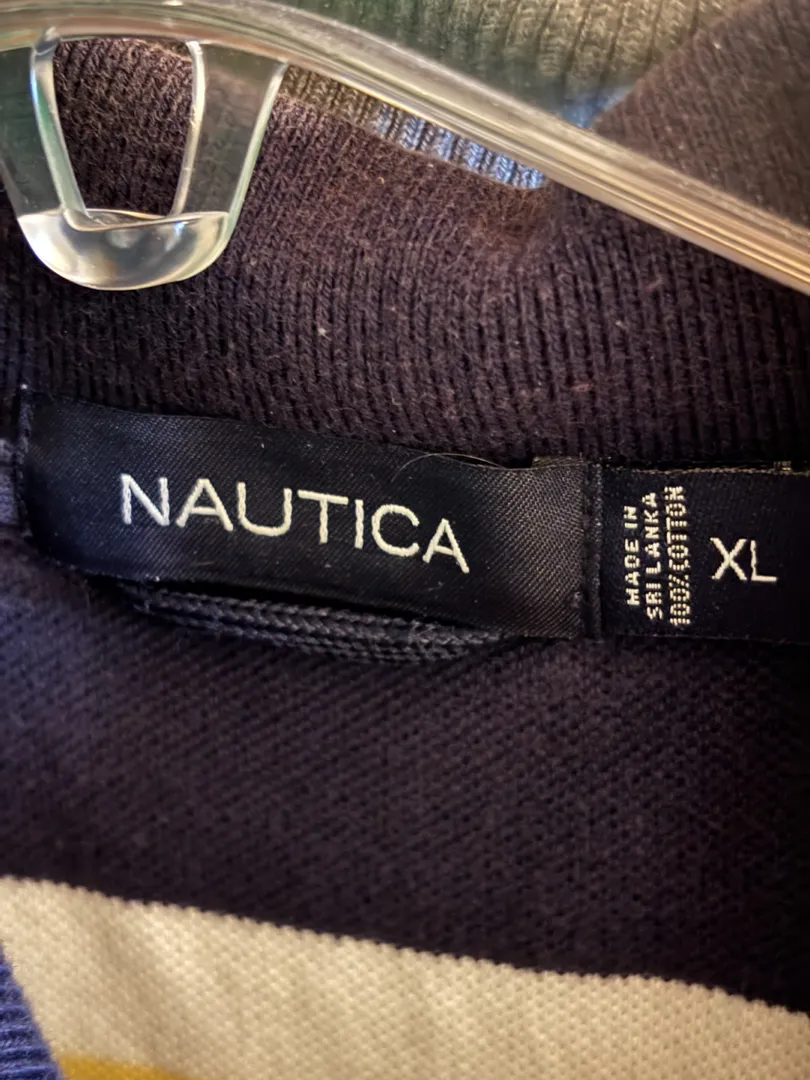 NAUTICA
MADE IN
SRI LANKA
100% COTTON
XL